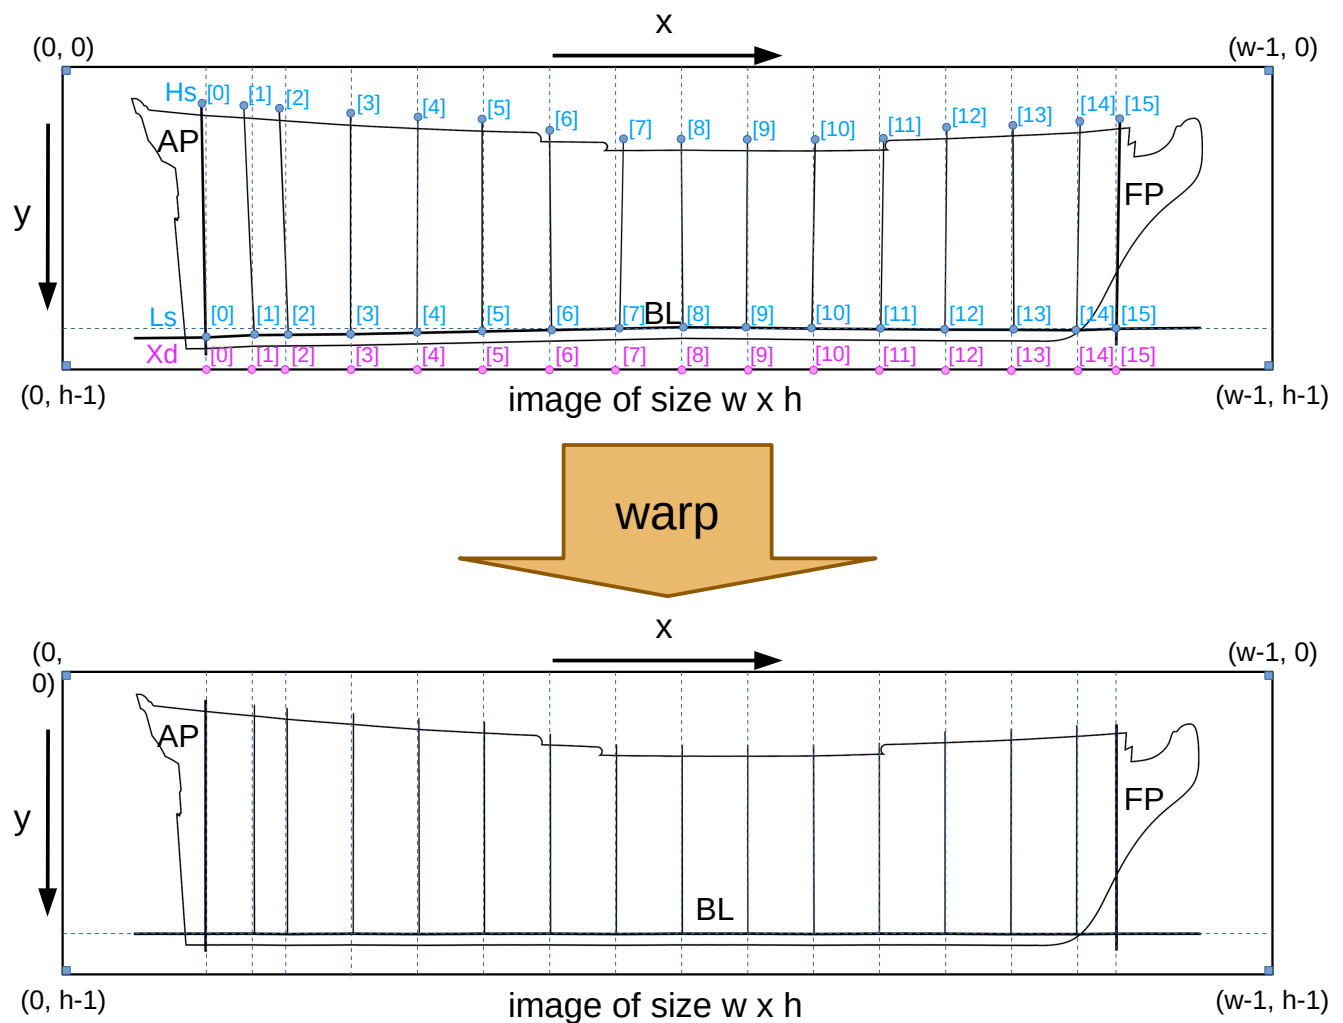 x
(0, 0)
(w-1, 0)
Hs [0] [1] [2] [3] [4] [5] [6] [7] [8] [9] [10] [11] [12] [13] [14] [15]
AP
FP
y
Ls [0] [1] [2] [3] [4] [5] [6] [7] BL [8] [9] [10] [11] [12] [13] [14] [15]
Xd [0] [1] [2] [3] [4] [5] [6] [7] [8] [9] [10] [11] [12] [13] [14] [15]
(0, h-1)
image of size w x h
(w-1, h-1)
warp
x
(0,
0)
(w-1, 0)
AP
FP
y
BL
(0, h-1)
image of size w x h
(w-1, h-1)